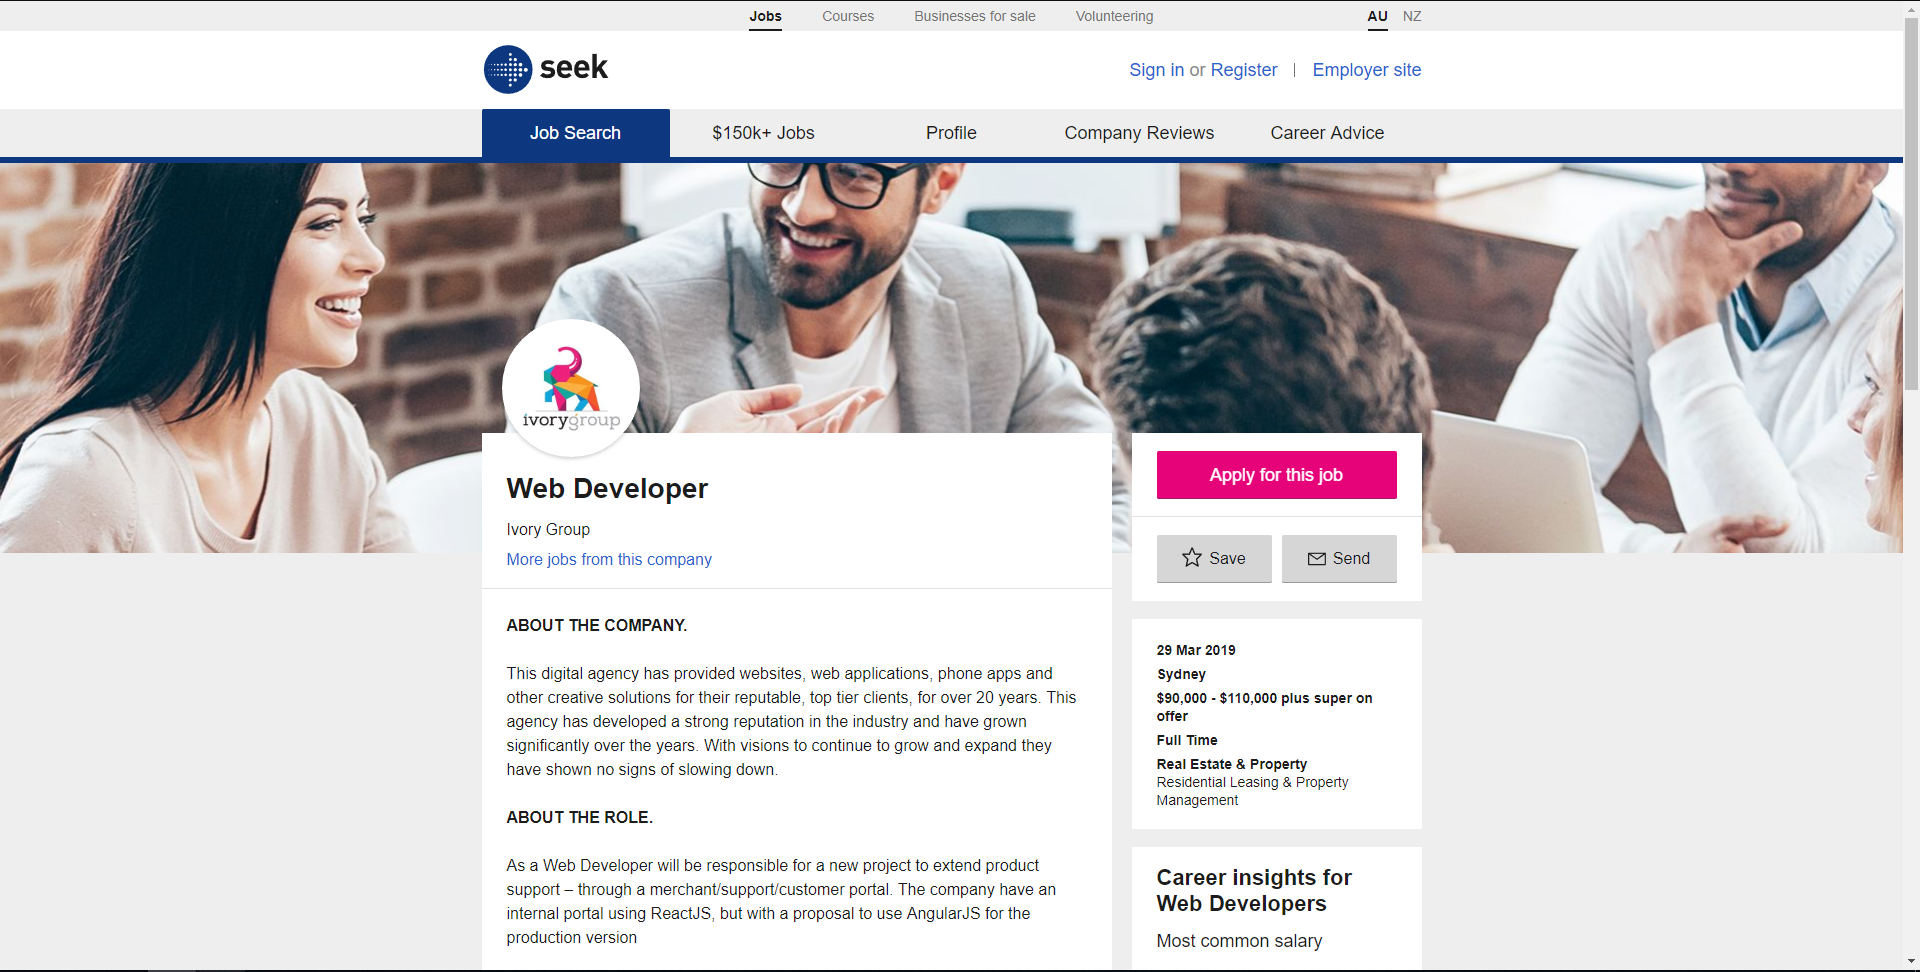 Jobs Courses Businesses for sale Volunteering AU NZ
seek
Sign in or Register | Employer site
Job Search $150k+ Jobs Profile Company Reviews Career Advice
ivorygroup
Web Developer
Ivory Group
More jobs from this company
ABOUT THE COMPANY.
This digital agency has provided websites, web applications, phone apps and
other creative solutions for their reputable, top tier clients, for over 20 years. This
agency has developed a strong reputation in the industry and have grown
significantly over the years. With visions to continue to grow and expand they
have shown no signs of slowing down.
ABOUT THE ROLE.
As a Web Developer will be responsible for a new project to extend product
support – through a merchant/support/customer portal. The company have an
internal portal using ReactJS, but with a proposal to use AngularJS for the
production version
Apply for this job
Save Send
29 Mar 2019
Sydney
$90,000 - $110,000 plus super on
offer
Full Time
Real Estate & Property
Residential Leasing & Property
Management
Career insights for
Web Developers
Most common salary